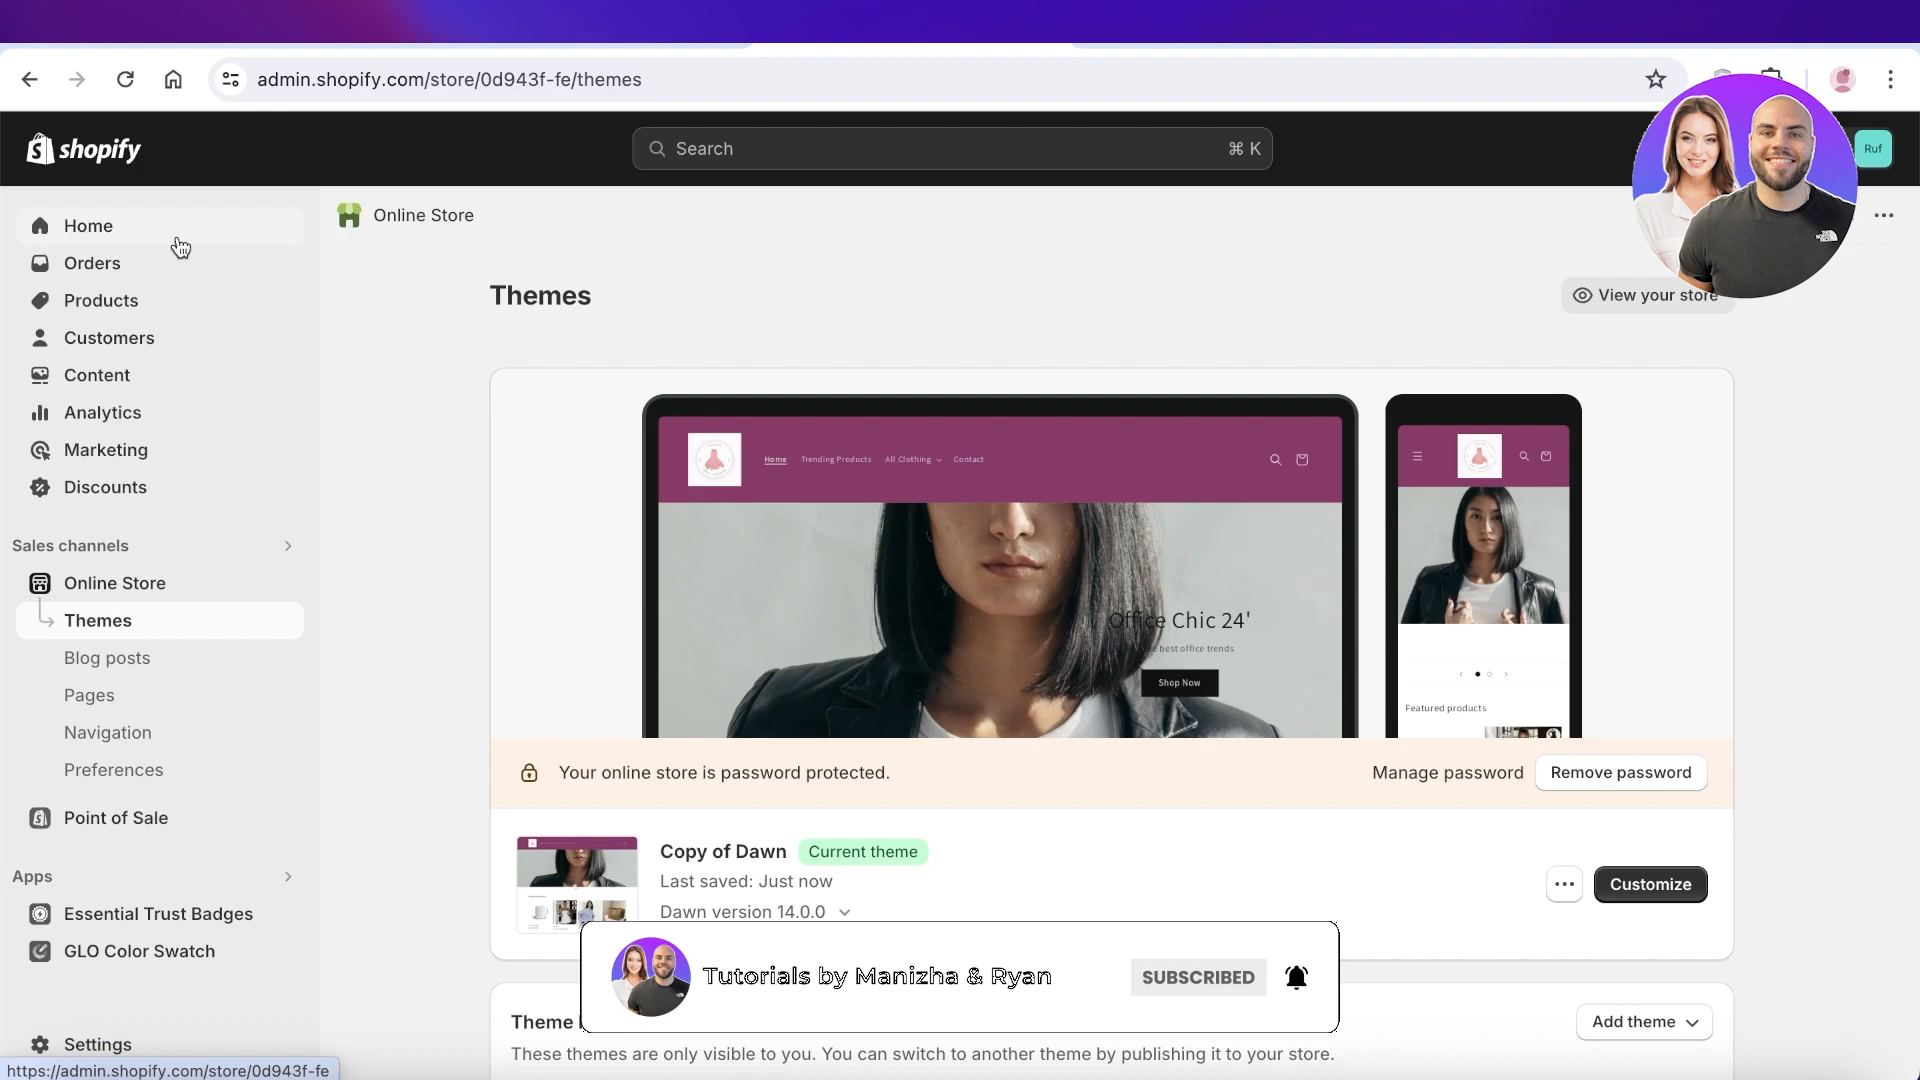 admin.shopify.com/store/0d943f-fe/themes
shopify
Search
⌘ K
Ruf
Home
Orders
Products
Customers
Content
Analytics
Marketing
Discounts
Sales channels
Online Store
Themes
Blog posts
Pages
Navigation
Preferences
Point of Sale
Apps
Essential Trust Badges
GLO Color Swatch
Settings
https://admin.shopify.com/store/0d943f-fe
Online Store
Themes
View your store
Home Trending Products All Clothing Contact
Office Chic 24'
best office trends
Shop Now
Featured products
Your online store is password protected.
Manage password
Remove password
Copy of Dawn
Current theme
Last saved: Just now
Dawn version 14.0.0
Customize
Tutorials by Manizha & Ryan
SUBSCRIBED
Theme
Add theme
These themes are only visible to you. You can switch to another theme by publishing it to your store.